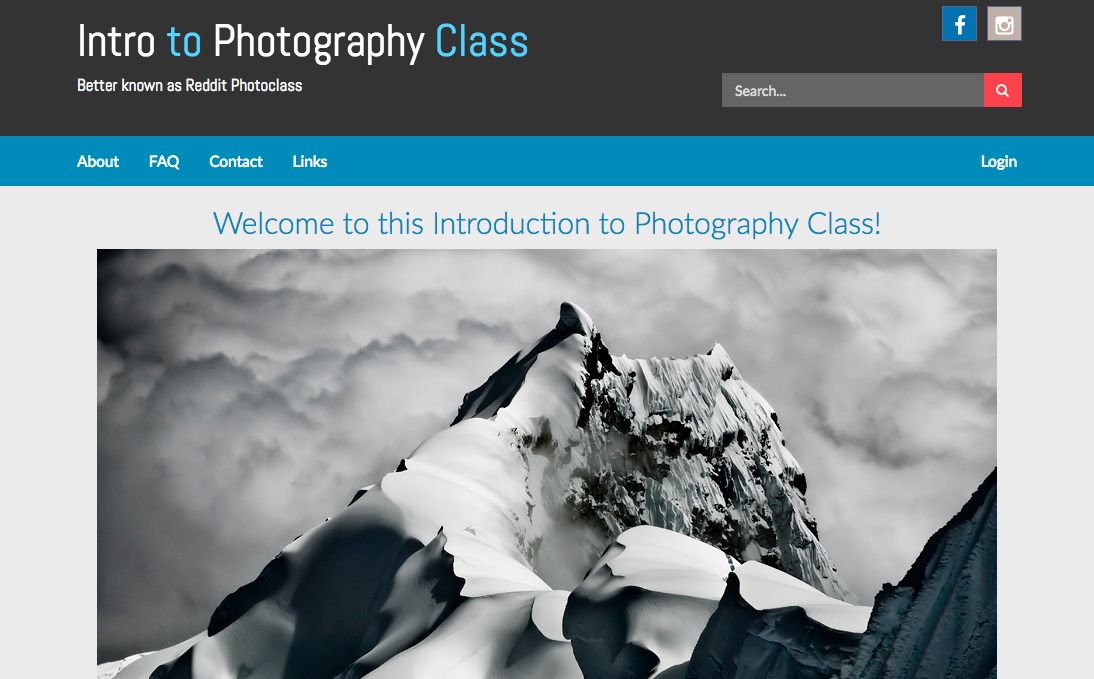 Intro to Photography Class
Better known as Reddit Photoclass
Search...
About FAQ Contact Links Login
Welcome to this Introduction to Photography Class!